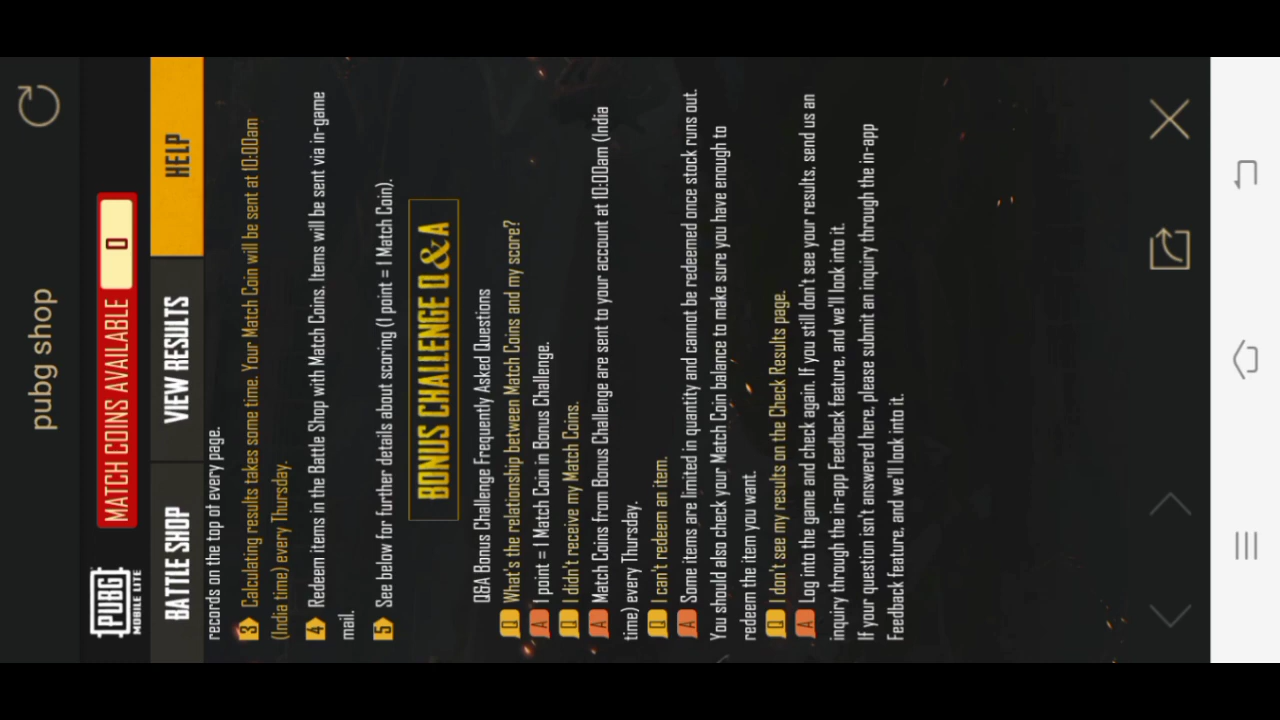 pubg shop
PUBG
MOBILE LITE
MATCH COINS AVAILABLE 0
BATTLE SHOP
VIEW RESULTS
HELP
records on the top of every page.
3 Calculating results takes some time. Your Match Coin will be sent at 10:00am
(India time) every Thursday.
4 Redeem items in the Battle Shop with Match Coins. Items will be sent via in-game
mail.
5 See below for further details about scoring (1 point = 1 Match Coin).
BONUS CHALLENGE Q & A
Q&A Bonus Challenge Frequently Asked Questions
Q What's the relationship between Match Coins and my score?
A 1 point = 1 Match Coin in Bonus Challenge.
Q I didn't receive my Match Coins.
A Match Coins from Bonus Challenge are sent to your account at 10:00am (India
time) every Thursday.
Q I can't redeem an item.
A Some items are limited in quantity and cannot be redeemed once stock runs out.
You should also check your Match Coin balance to make sure you have enough to
redeem the item you want.
Q I don't see my results on the Check Results page.
A Log into the game and check again. If you still don't see your results, send us an
inquiry through the in-app Feedback feature, and we'll look into it.
If your question isn't answered here, please submit an inquiry through the in-app
Feedback feature, and we'll look into it.